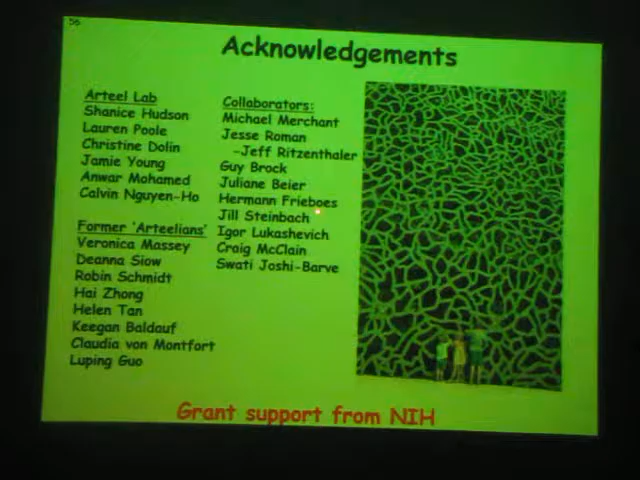 56
Acknowledgements
Arteel Lab
Shanice Hudson
Lauren Poole
Christine Dolin
Jamie Young
Anwar Mohamed
Calvin Nguyen-Ho
Former 'Arteelians'
Veronica Massey
Deanna Siow
Robin Schmidt
Hai Zhong
Helen Tan
Keegan Baldauf
Claudia von Montfort
Luping Guo
Collaborators:
Michael Merchant
Jesse Roman
-Jeff Ritzenthaler
Guy Brock
Juliane Beier
Hermann Frieboes
Jill Steinbach
Igor Lukashevich
Craig McClain
Swati Joshi-Barve
Grant support from NIH